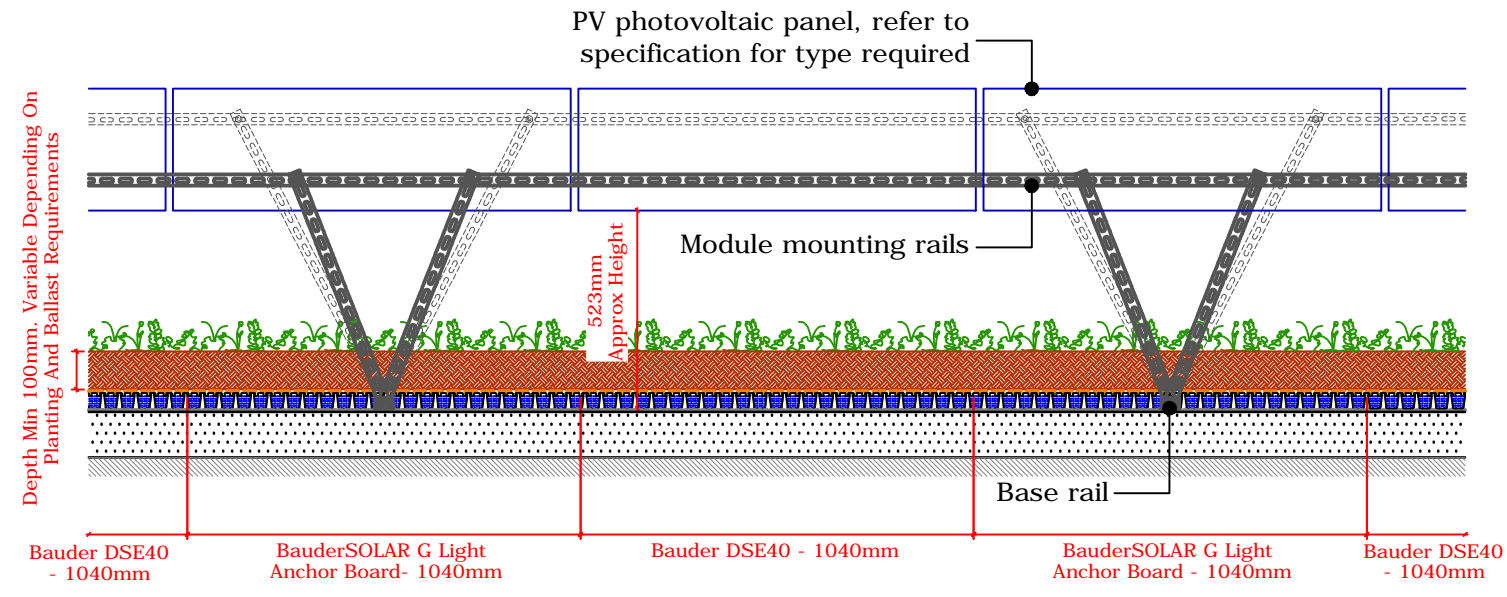 PV photovoltaic panel, refer to
specification for type required
Depth Min 100mm. Variable Depending On
Planting And Ballast Requirements
Module mounting rails
523mm
Approx Height
Base rail
Bauder DSE40
- 1040mm
BauderSOLAR G Light
Anchor Board- 1040mm
Bauder DSE40 - 1040mm
BauderSOLAR G Light
Anchor Board - 1040mm
Bauder DSE40
- 1040mm